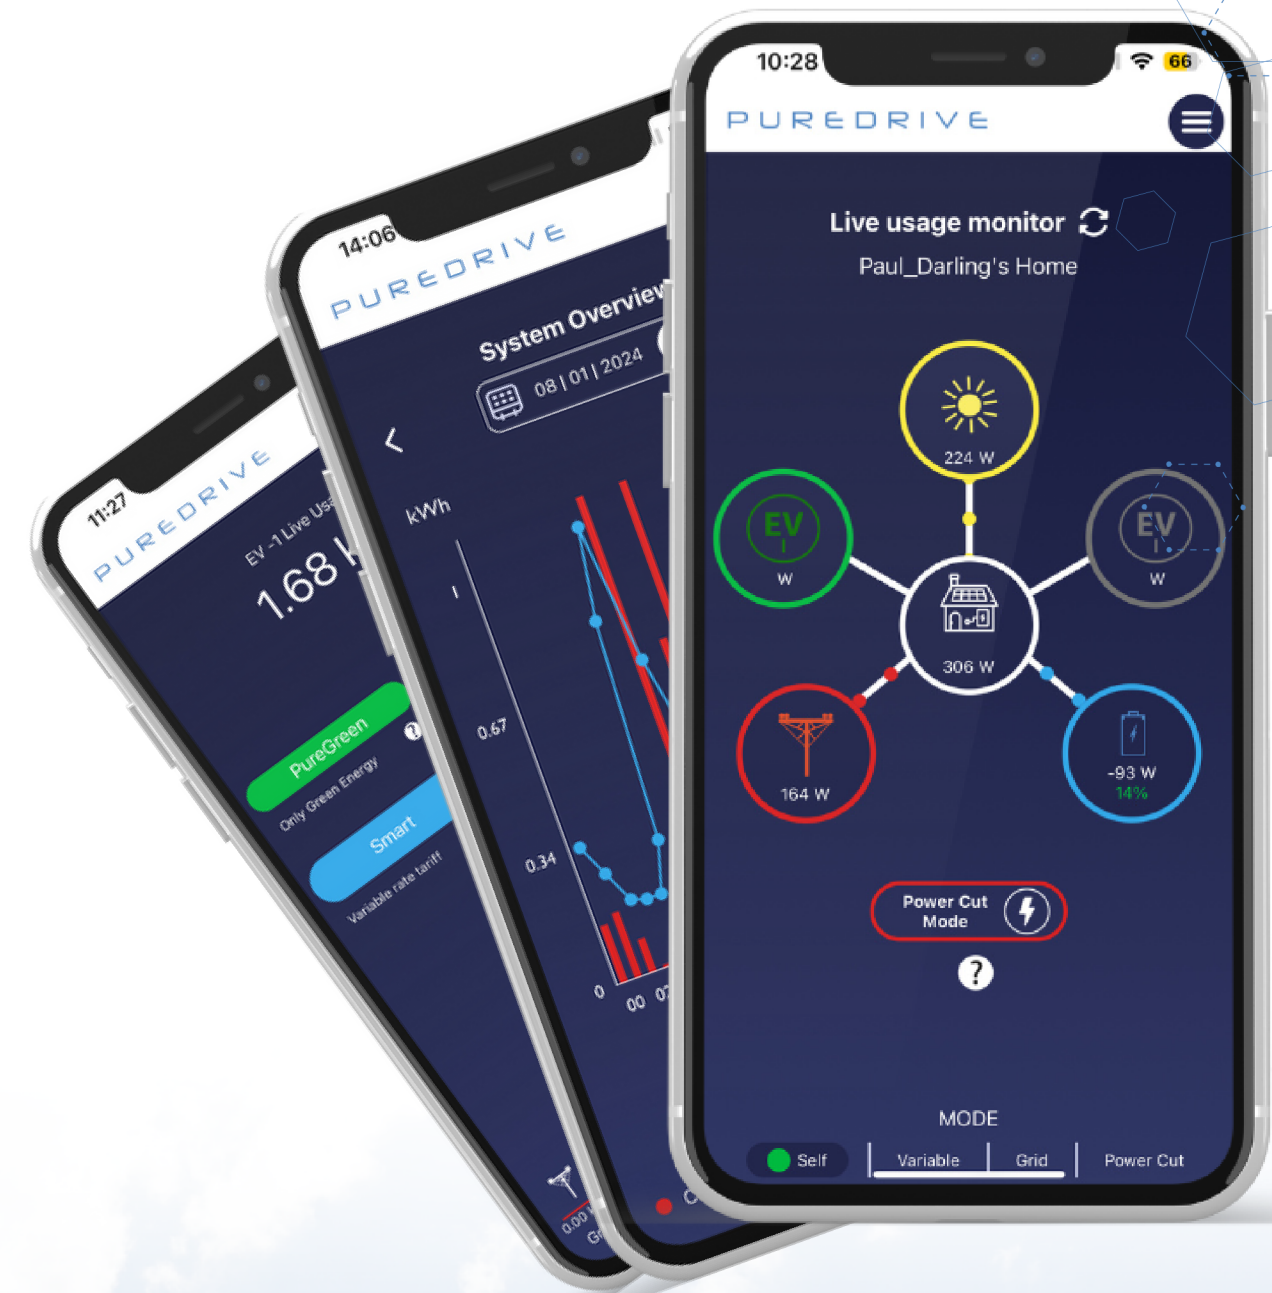 11:27
PUREDRIVE
EV -1 Live
1.68
PureGreen
Only Green Energy
Smart
Variable rate tariff
0.00
14:06
PUREDRIVE
System Overview
08 | 01 | 2024
kWh
0.67
0.34
0
00
10:28
66
PUREDRIVE
Live usage monitor
Paul_Darling's Home
224 W
EV
W
EV
W
306 W
164 W
-93 W
14%
Power Cut
Mode
?
MODE
Self
Variable
Grid
Power Cut